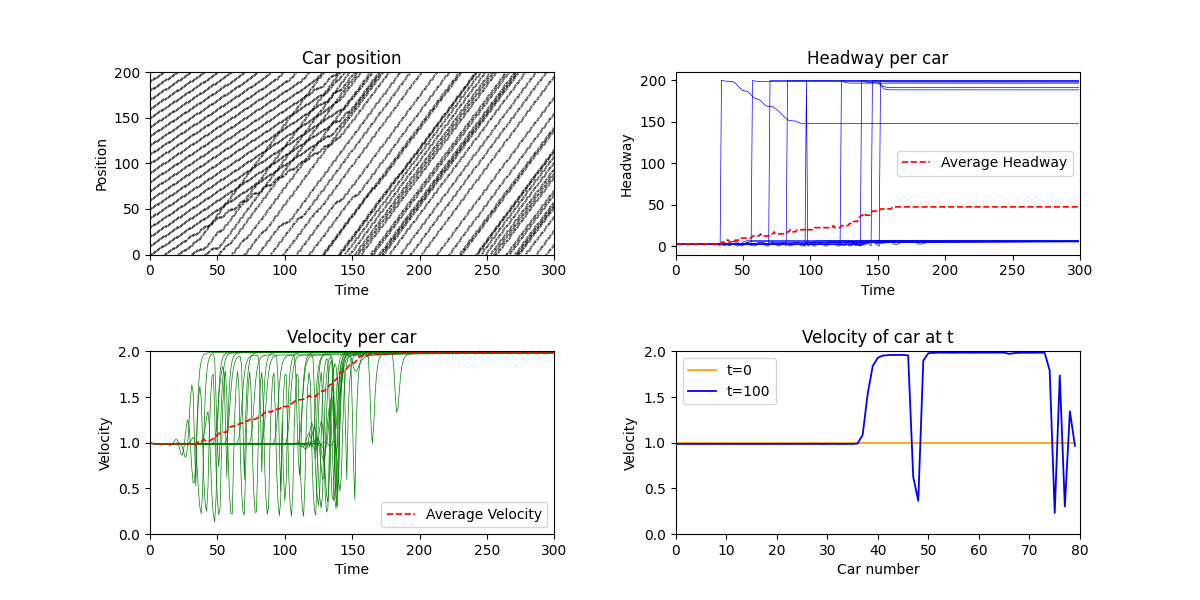 Car position
Position
200
150
100
50
0
0 50 100 150 200 250 300
Time
Headway per car
Headway
200
150
100
50
0
Average Headway
0 50 100 150 200 250 300
Time
Velocity per car
Velocity
2.0
1.5
1.0
0.5
0.0
Average Velocity
0 50 100 150 200 250 300
Time
Velocity of car at t
Velocity
2.0
1.5
1.0
0.5
0.0
t=0
t=100
0 10 20 30 40 50 60 70 80
Car number